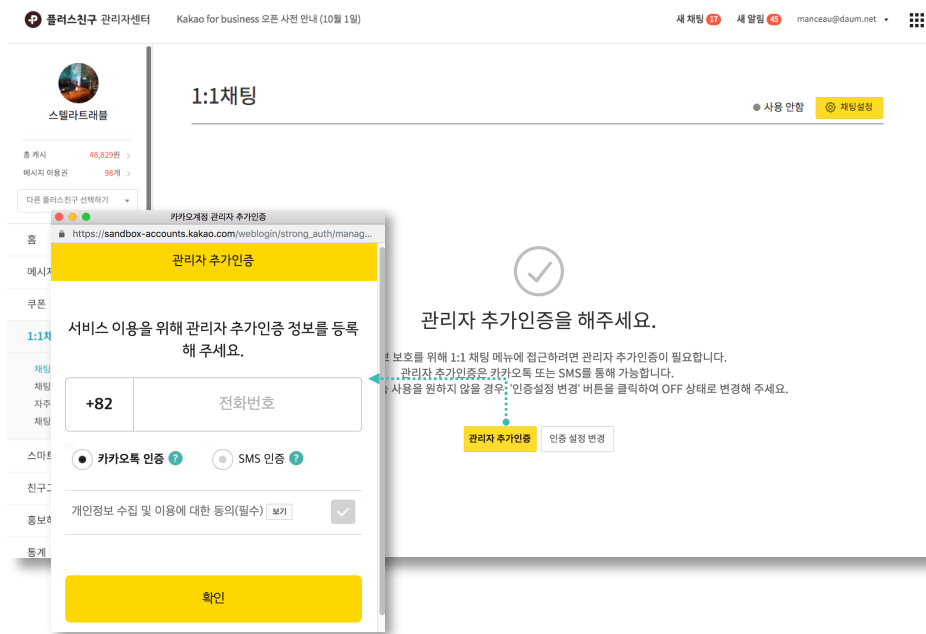 플러스친구 관리자센터
Kakao for business 오픈 사전 안내 (10월 1일)
새 채팅 17 새 알림 45 manceau@daum.net
스텔라트래블
총 캐시 48,829원
메시지 이용권 98개
다른 플러스친구 선택하기
홈
쿠폰
1:1채
채팅
채팅
자주
채팅
스마트
친구그
홍보하
통계
1:1채팅
사용 안함 채팅설정
관리자 추가인증을 해주세요.
보호를 위해 1:1 채팅 메뉴에 접근하려면 관리자 추가인증이 필요합니다.
관리자 추가인증은 카카오톡 또는 SMS를 통해 가능합니다.
사용을 원하지 않을 경우, '인증설정 변경' 버튼을 클릭하여 OFF 상태로 변경해 주세요.
관리자 추가인증 인증 설정 변경
카카오계정 관리자 추가인증
https://sandbox-accounts.kakao.com/weblogin/strong_auth/manag...
관리자 추가인증
서비스 이용을 위해 관리자 추가인증 정보를 등록
해 주세요.
+82 전화번호
카카오톡 인증 ? SMS 인증 ?
개인정보 수집 및 이용에 대한 동의(필수) 보기
확인